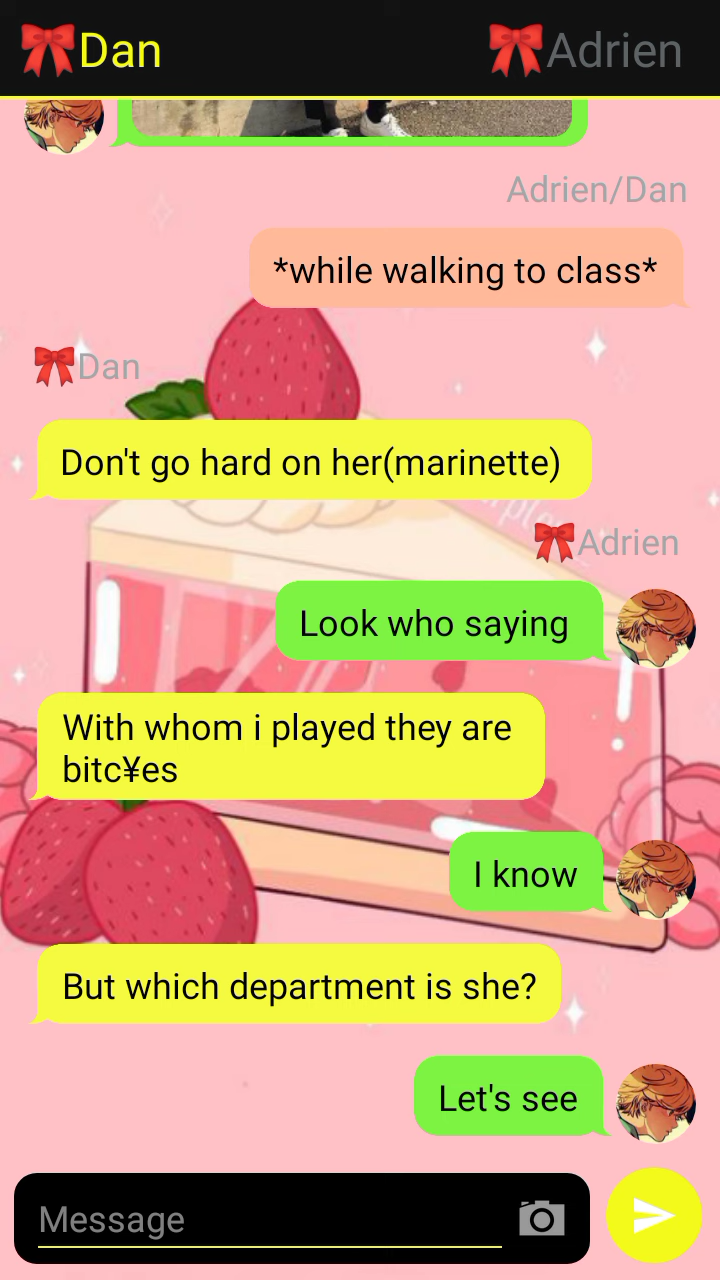 🎀Dan
🎀Adrien
Adrien/Dan
*while walking to class*
🎀Dan
Don't go hard on her(marinette)
🎀Adrien
Look who saying
With whom i played they are
bitc¥es
I know
But which department is she?
Let's see
Message